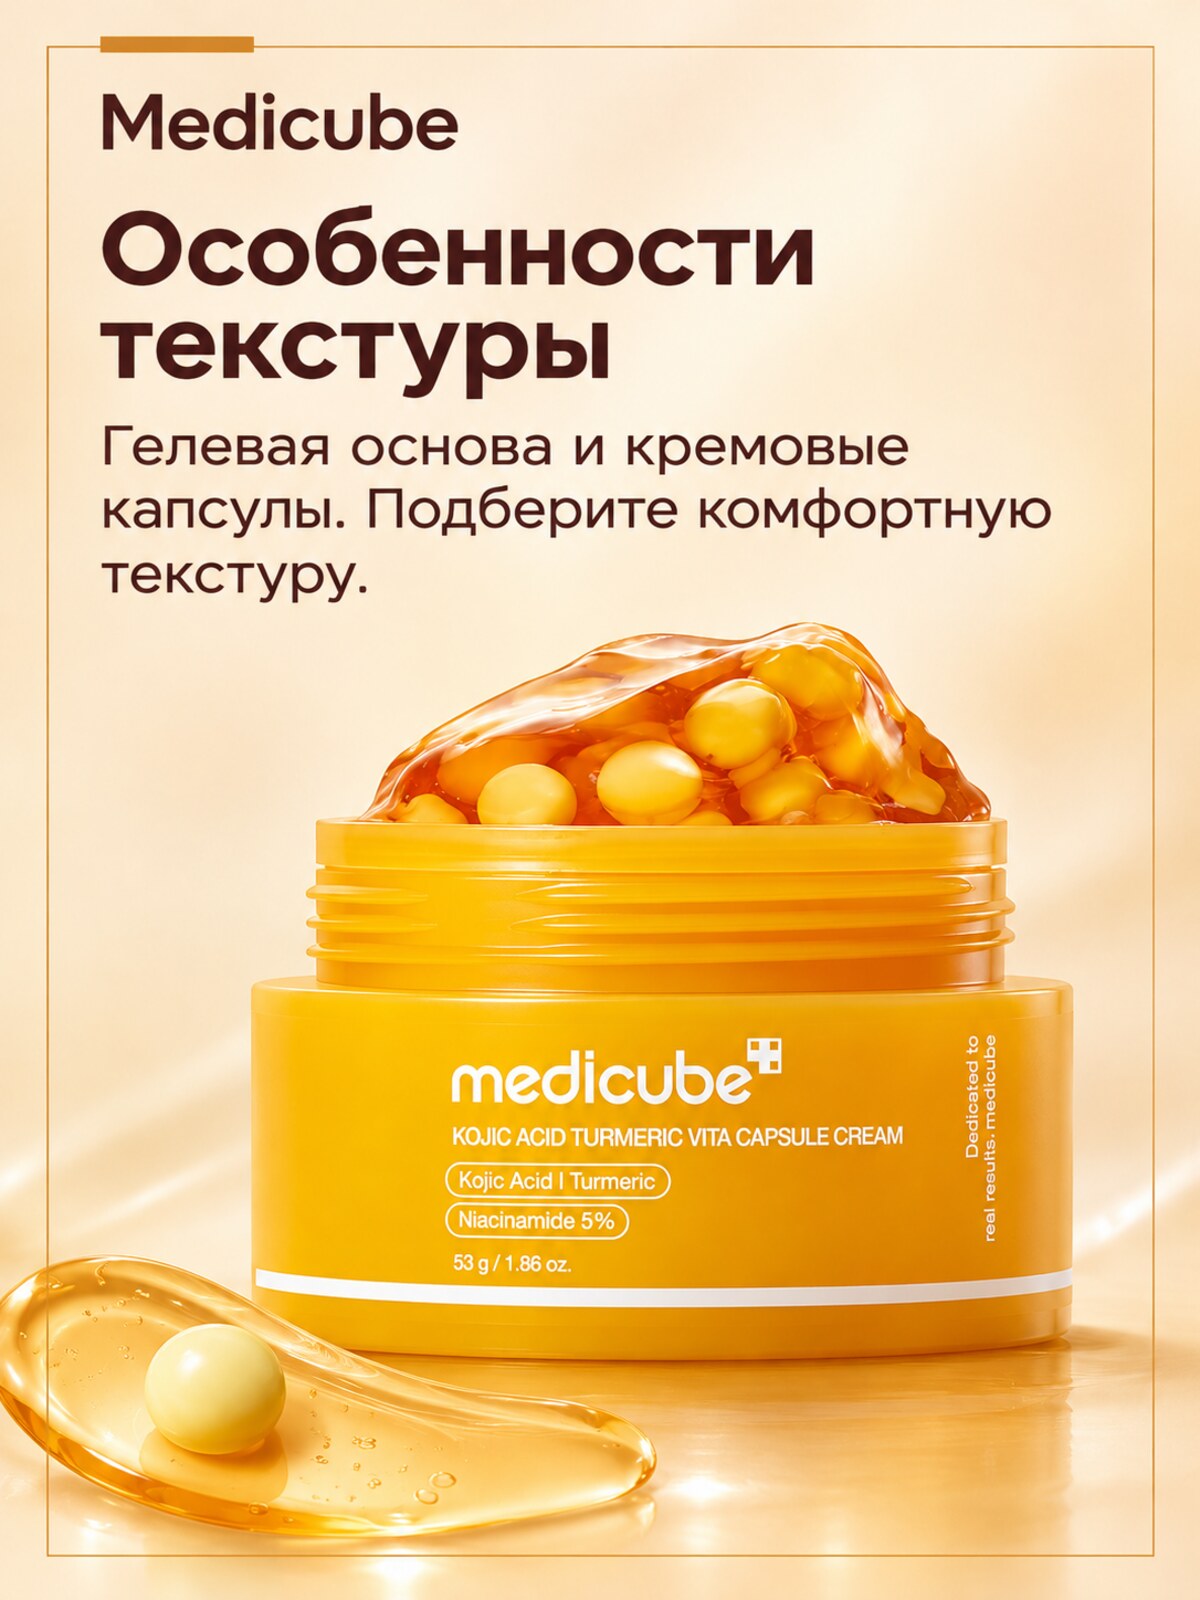 Medicube
Особенности
текстуры
Гелевая основа и кремовые
капсулы. Подберите комфортную
текстуру.
medicube
KOJIC ACID TURMERIC VITA CAPSULE CREAM
Kojic Acid | Turmeric
Niacinamide 5%
53 g / 1.86 oz.
Dedicated to
real results. medicube